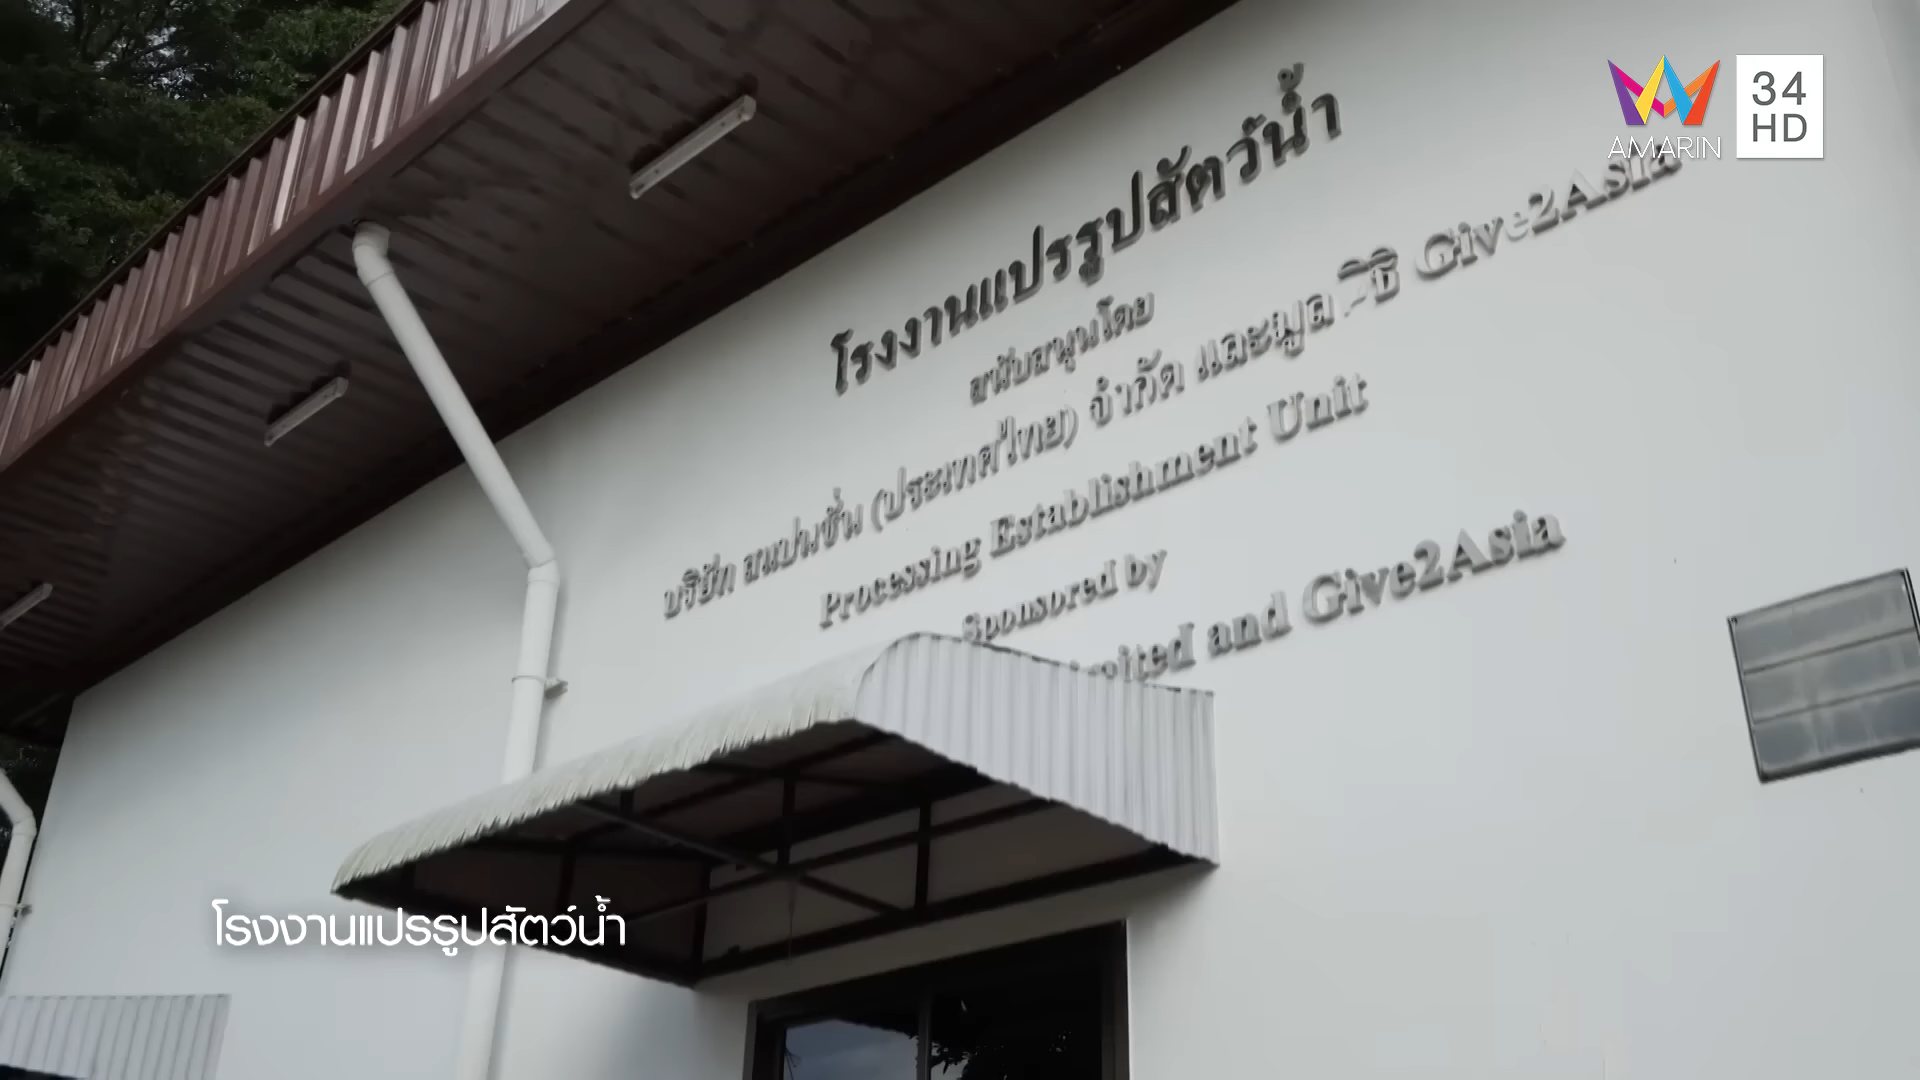 AMARIN
34
HD
โรงงานแปรรูปสัตว์น้ำ
สนับสนุนโดย
บริษัท สแปนชั่น (ประเทศไทย) จำกัด และมูล ิธิ Give2Asia
Processing Establishment Unit
Sponsored by
and Give2Asia
โรงงานแปรรูปสัตว์น้ำ